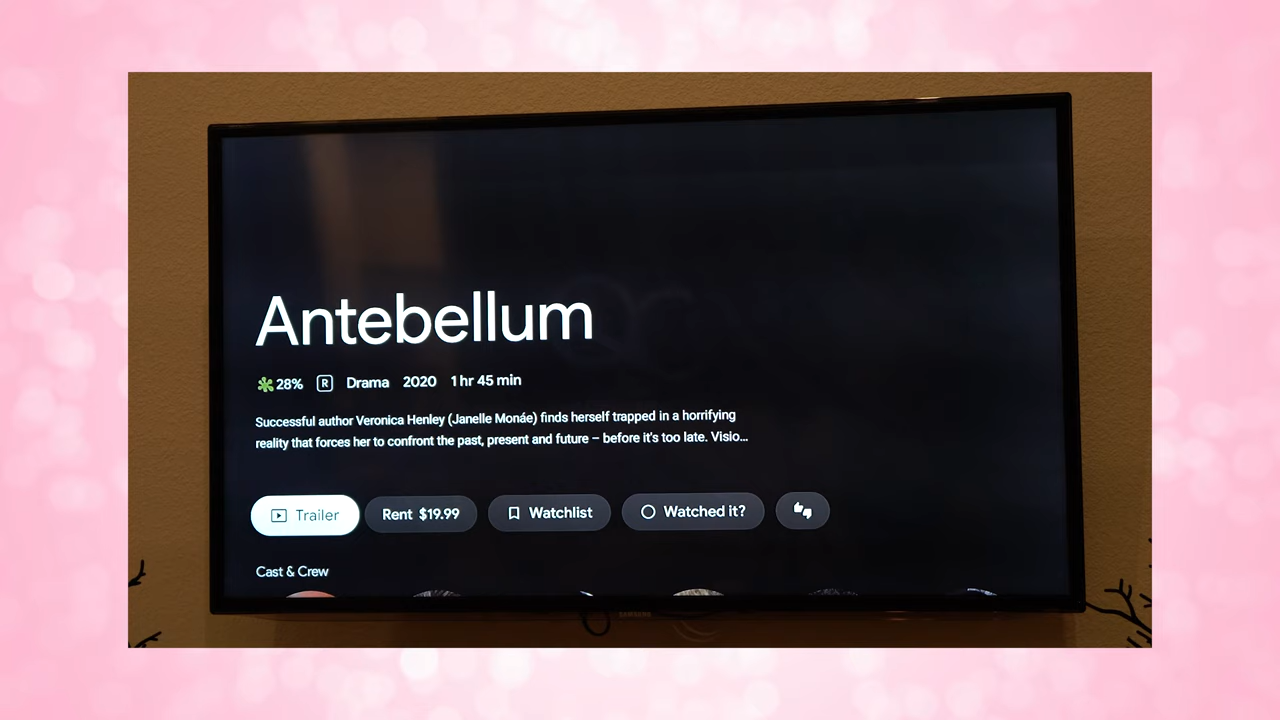 Antebellum
28% R Drama 2020 1 hr 45 min
Successful author Veronica Henley (Janelle Monáe) finds herself trapped in a horrifying
reality that forces her to confront the past, present and future – before it's too late. Visio...
Trailer Rent $19.99 Watchlist Watched it?
Cast & Crew
SAMSUNG